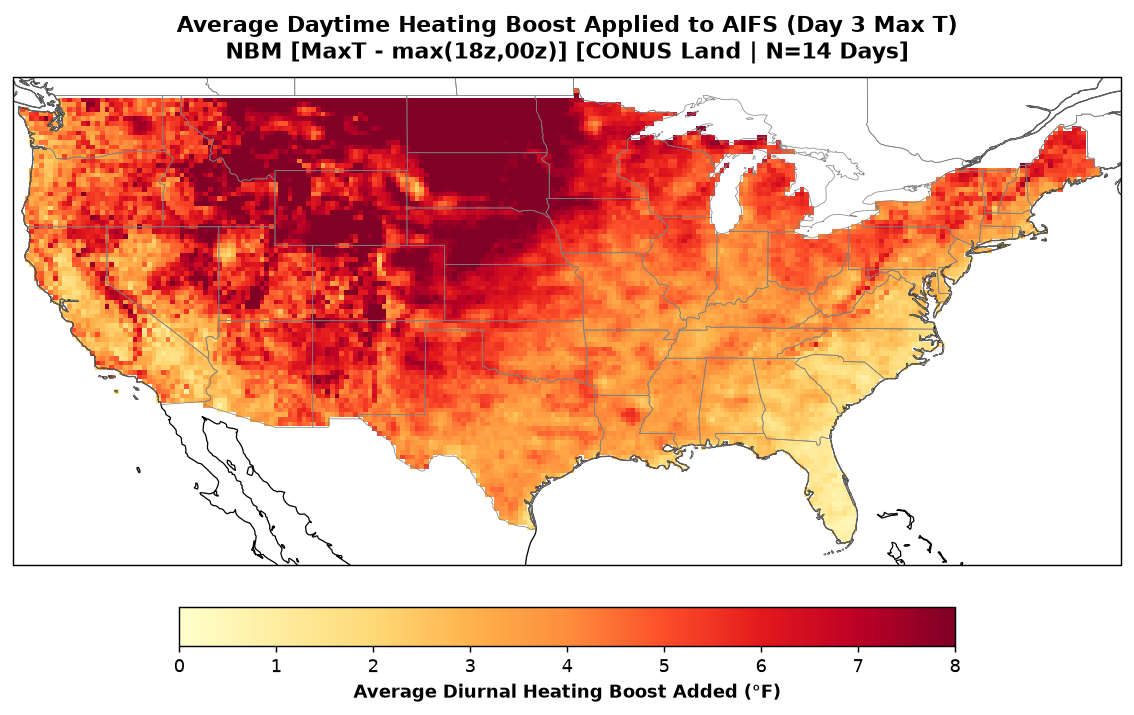 Average Daytime Heating Boost Applied to AIFS (Day 3 Max T)
NBM [MaxT - max(18z,00z)] [CONUS Land | N=14 Days]
0 1 2 3 4 5 6 7 8
Average Diurnal Heating Boost Added (°F)